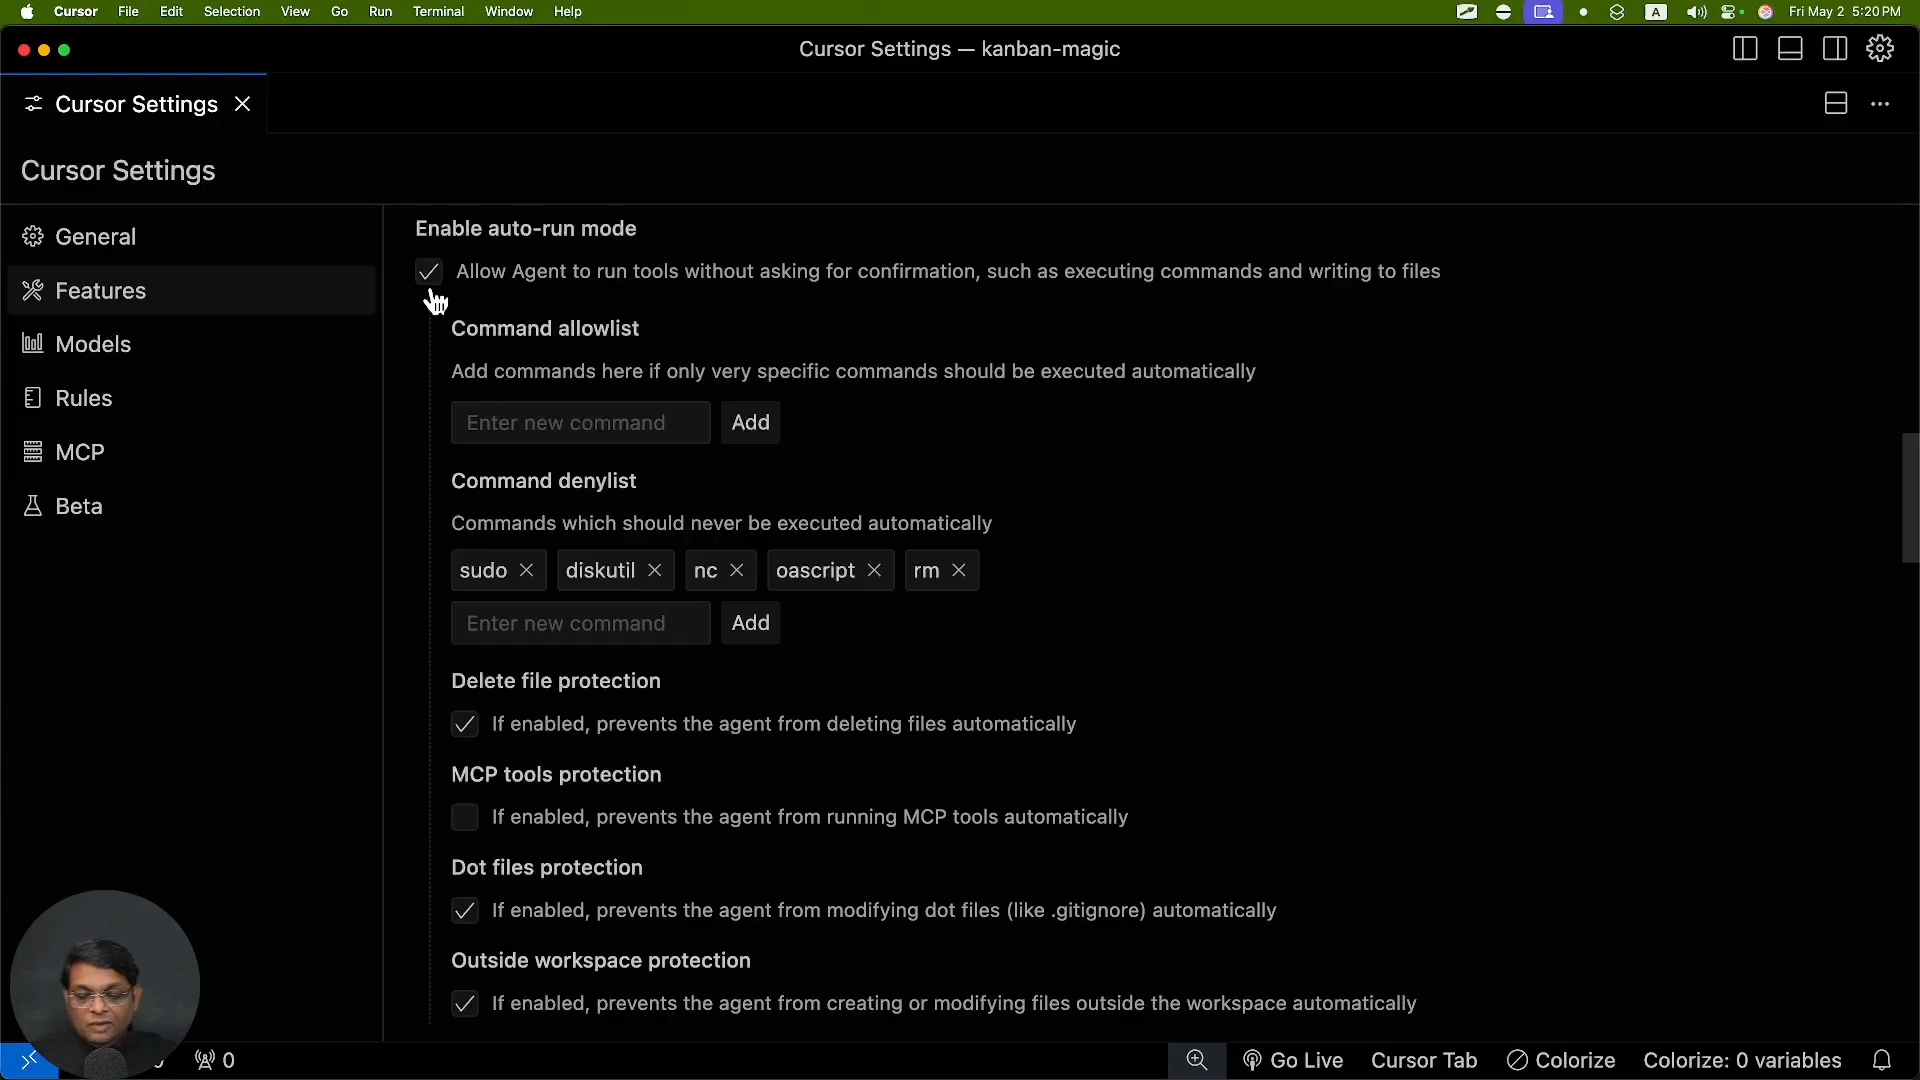 Cursor File Edit Selection View Go Run Terminal Window Help
A
Fri May 2 5:20 PM
Cursor Settings — kanban-magic
Cursor Settings
Cursor Settings
General
Features
Models
Rules
MCP
Beta
Enable auto-run mode
Allow Agent to run tools without asking for confirmation, such as executing commands and writing to files
Command allowlist
Add commands here if only very specific commands should be executed automatically
Enter new command Add
Command denylist
Commands which should never be executed automatically
sudo diskutil nc oascript rm
Enter new command Add
Delete file protection
If enabled, prevents the agent from deleting files automatically
MCP tools protection
If enabled, prevents the agent from running MCP tools automatically
Dot files protection
If enabled, prevents the agent from modifying dot files (like .gitignore) automatically
Outside workspace protection
If enabled, prevents the agent from creating or modifying files outside the workspace automatically
0 Go Live Cursor Tab Colorize Colorize: 0 variables